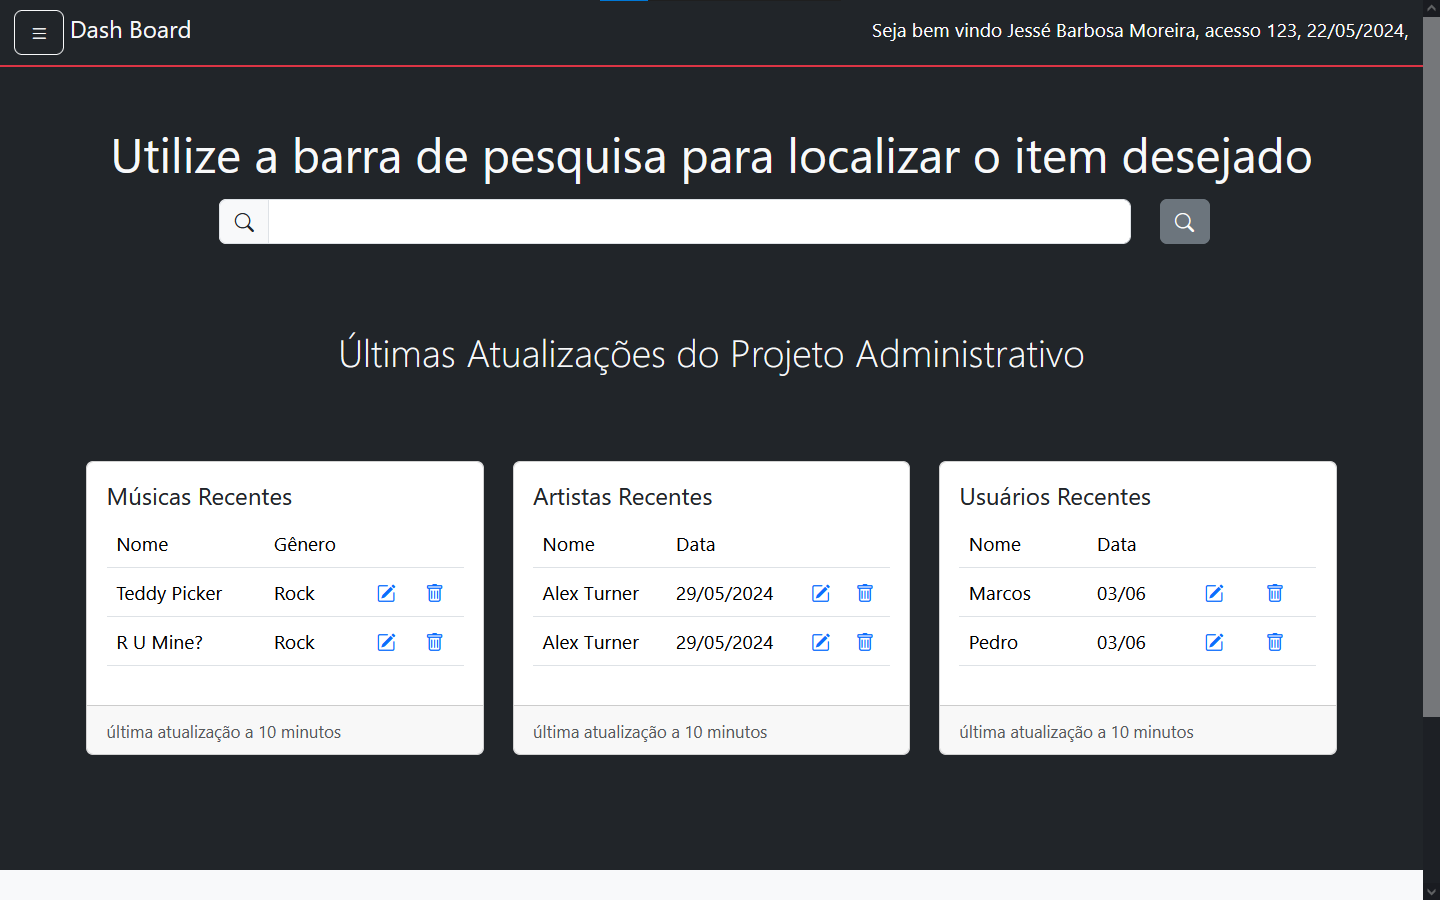 Dash Board
Seja bem vindo Jessé Barbosa Moreira, acesso 123, 22/05/2024,
Utilize a barra de pesquisa para localizar o item desejado
Últimas Atualizações do Projeto Administrativo
Músicas Recentes
Nome Gênero
Teddy Picker Rock
R U Mine? Rock
última atualização a 10 minutos
Artistas Recentes
Nome Data
Alex Turner 29/05/2024
Alex Turner 29/05/2024
última atualização a 10 minutos
Usuários Recentes
Nome Data
Marcos 03/06
Pedro 03/06
última atualização a 10 minutos